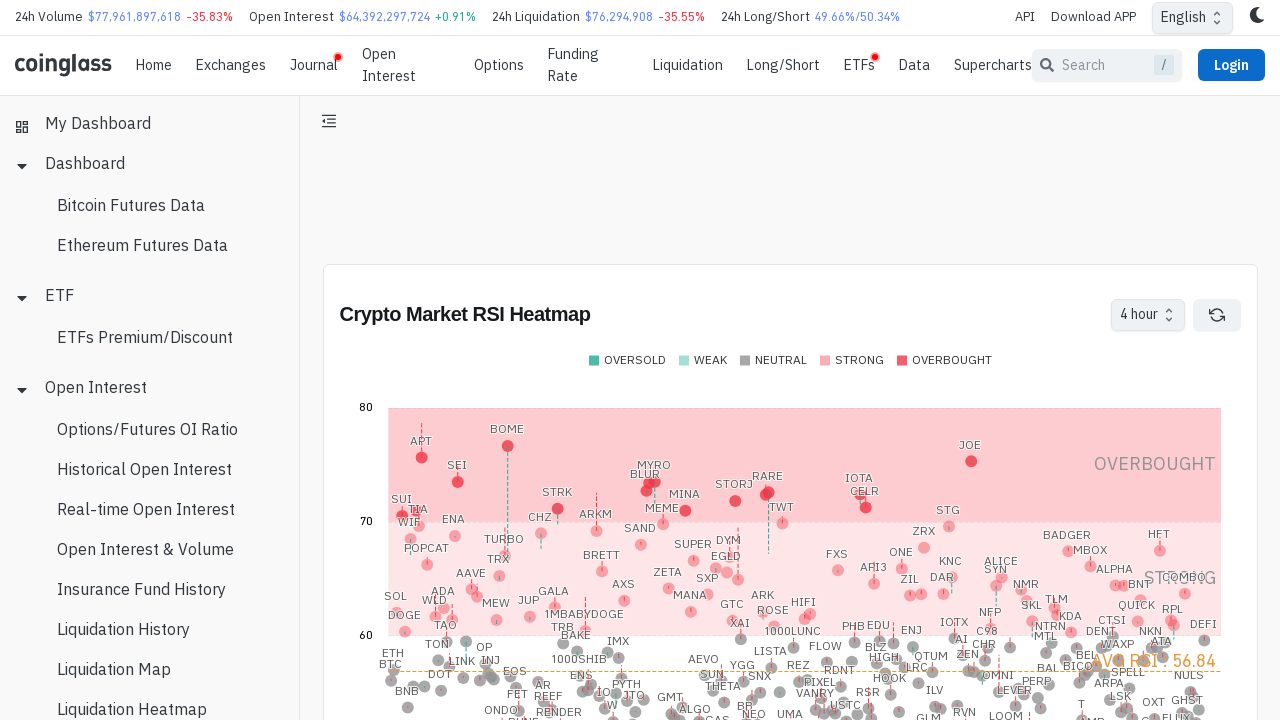 24h Volume $77,961,897,618 -35.83% Open Interest $64,392,297,724 +0.91% 24h Liquidation $76,294,908 -35.55% 24h Long/Short 49.66%/50.34% API Download APP English
coinglass Home Exchanges Journal Open Interest Options Funding Rate Liquidation Long/Short ETFs Data Supercharts Search / Login
My Dashboard
Dashboard
Bitcoin Futures Data
Ethereum Futures Data
ETF
ETFs Premium/Discount
Open Interest
Options/Futures OI Ratio
Historical Open Interest
Real-time Open Interest
Open Interest & Volume
Insurance Fund History
Liquidation History
Liquidation Map
Liquidation Heatmap
Crypto Market RSI Heatmap 4 hour
OVERSOLD WEAK NEUTRAL STRONG OVERBOUGHT
80
BOME
APT
JOE
OVERBOUGHT
SEI
MYRO
BLUR
RARE
IOTA
STORJ
STRK
MINA
CELR
SUI
TIA
MEME
TWT
STG
70
WIF
ENA
CHZ
ARKM
SAND
ZRX
BADGER
HFT
TURBO
DYM
POPCAT
SUPER
MBOX
TRX
BRETT
EGLD
FXS
ONE
KNC
ALICE
AAVE
ZETA
SXP
API3
SYN
ALPHA
STRONG
COMBO
ZIL
DAR
NMR
BNT
SOL
ADA
GALA
AXS
MANA
ARK
WLD
MEW
JUP
GTC
HIFI
TLM
SKL
QUICK
RPL
DOGE
1MBABYDOGE
ROSE
NFP
KDA
TAO
TRB
XAI
PHB
EDU
IOTX
NTRN
CTSI
DEFI
60
BAKE
1000LUNC
ENJ
C98
MTL
DENT
NKN
TON
OP
IMX
FLOW
BLZ
AI
CHR
WAXP
ATA
ETH
LINK
INJ
1000SHIB
AEVO
LISTA
HIGH
QTUM
ZEN
BEL
AVG RSI : 56.84
BTC
YGG
REZ
RDNT
LRC
BAL
BICO
DOT
EOS
ENS
SUN
SNX
HOOK
OMNI
SPELL
NULS
BNB
AR
PYTH
THETA
PIXEL
PERP
ARPA
FET
REEF
IO
JTO
GMT
VANRY
RSR
ILV
LEVER
LSK
GHST
ONDO
RENDER
W
ALGO
BB
USTC
T
OXT
NEO
UMA
GLM
RVN
LOOM